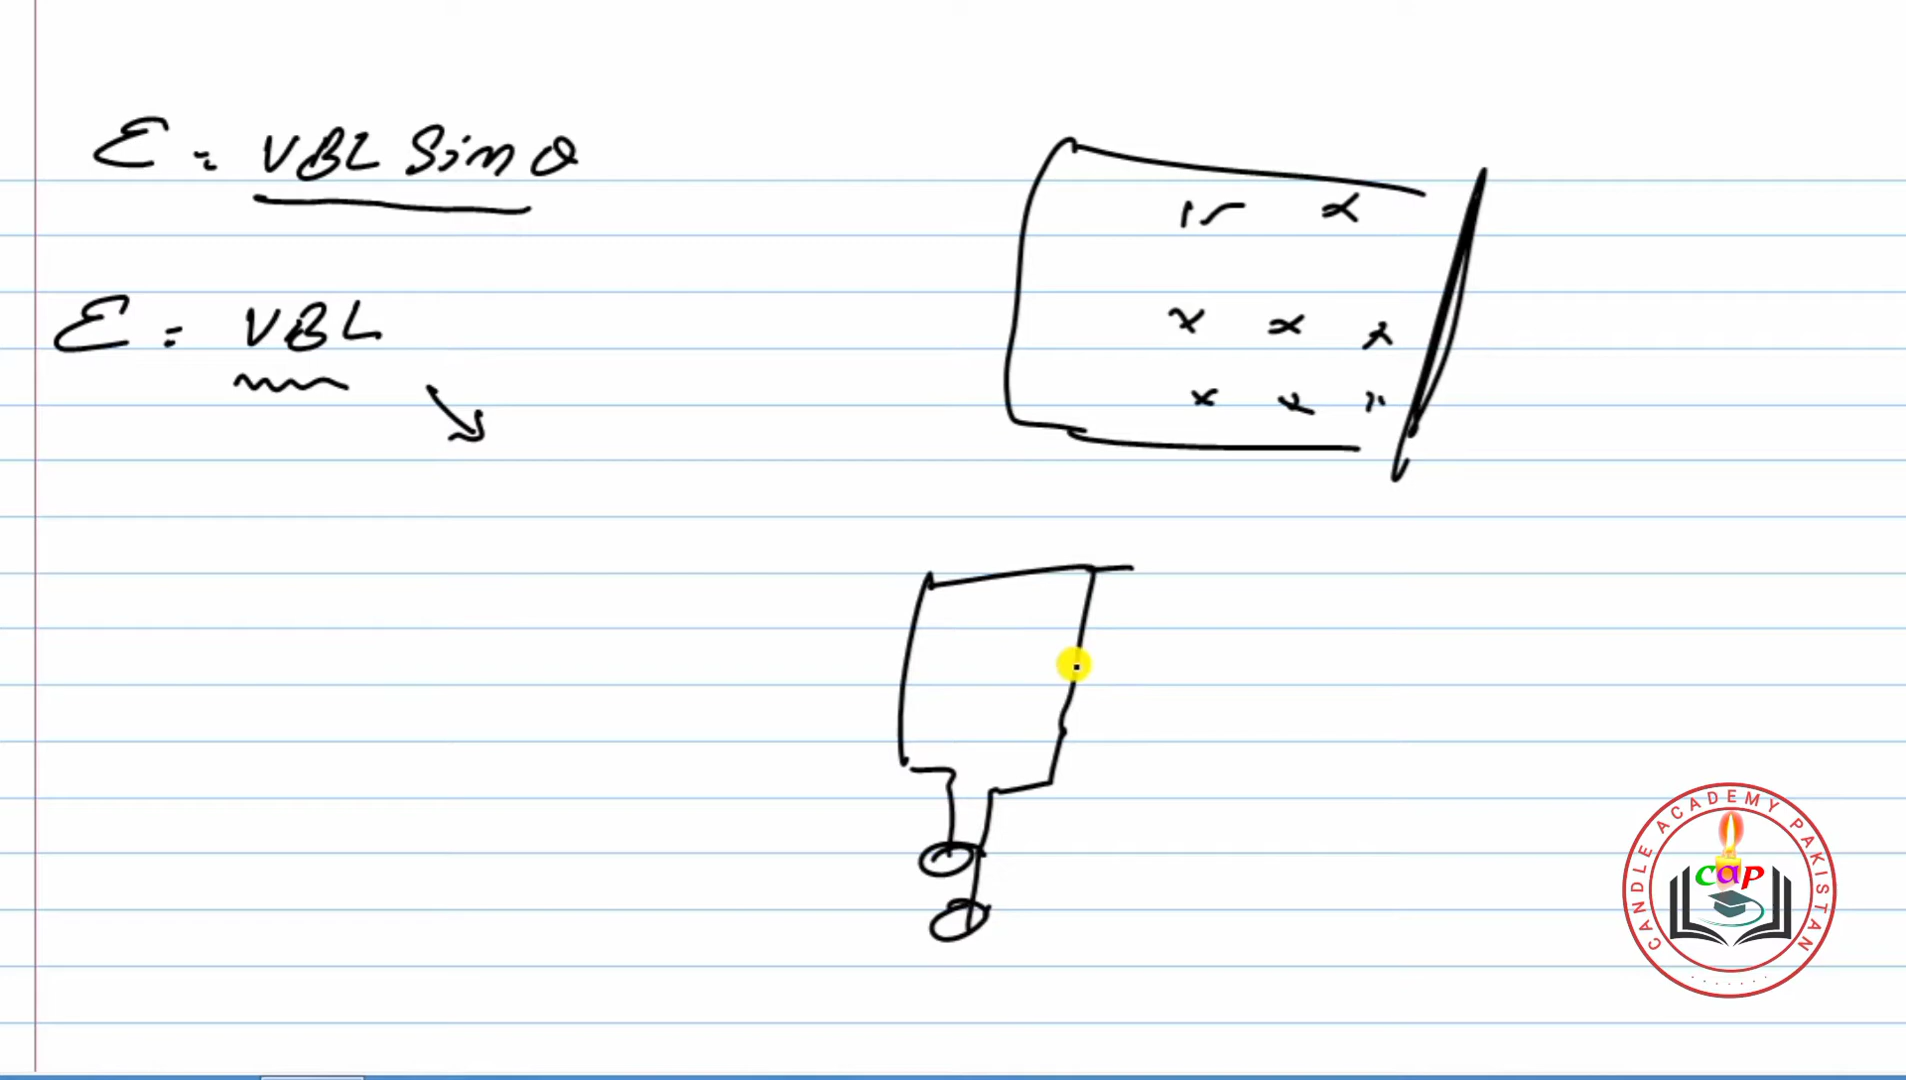 ε = VBL Sin θ
ε = VBL
x
x x x
x x
CANDLE ACADEMY PAKISTAN
cap